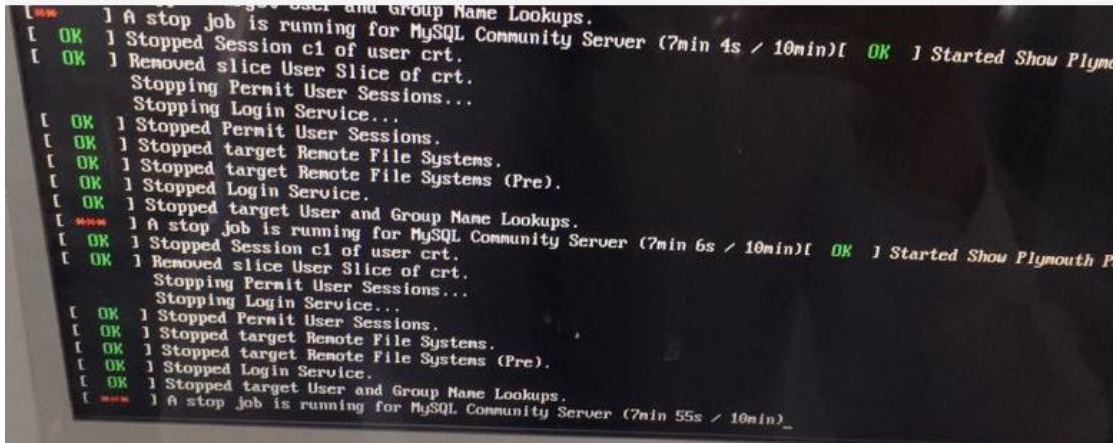 target User and Group Name Lookups.
[*** ] A stop job is running for MySQL Community Server (7min 4s / 10min)[ OK ] Started Show Plymo
[ OK ] Stopped Session c1 of user crt.
[ OK ] Removed slice User Slice of crt.
Stopping Permit User Sessions...
Stopping Login Service...
[ OK ] Stopped Permit User Sessions.
[ OK ] Stopped target Remote File Systems.
[ OK ] Stopped target Remote File Systems (Pre).
[ OK ] Stopped Login Service.
[ OK ] Stopped target User and Group Name Lookups.
[ *** ] A stop job is running for MySQL Community Server (7min 6s / 10min)[ OK ] Started Show Plymouth P
[ OK ] Stopped Session c1 of user crt.
[ OK ] Removed slice User Slice of crt.
Stopping Permit User Sessions...
Stopping Login Service...
[ OK ] Stopped Permit User Sessions.
[ OK ] Stopped target Remote File Systems.
[ OK ] Stopped target Remote File Systems (Pre).
[ OK ] Stopped Login Service.
[ OK ] Stopped target User and Group Name Lookups.
[ *** ] A stop job is running for MySQL Community Server (7min 55s / 10min)_